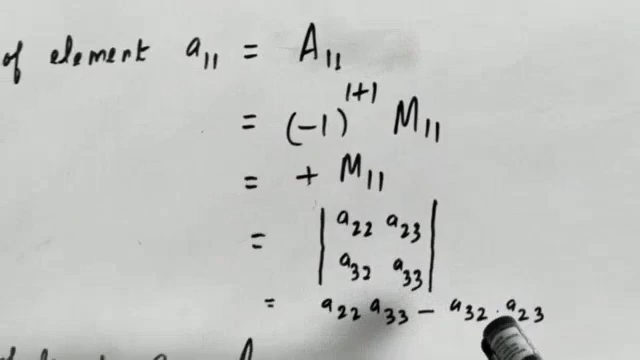 of element a₁₁ = A₁₁
= (-1)¹⁺¹ M₁₁
= + M₁₁
= | a₂₂ a₂₃ |
| a₃₂ a₃₃ |
= a₂₂ a₃₃ - a₃₂ . a₂₃